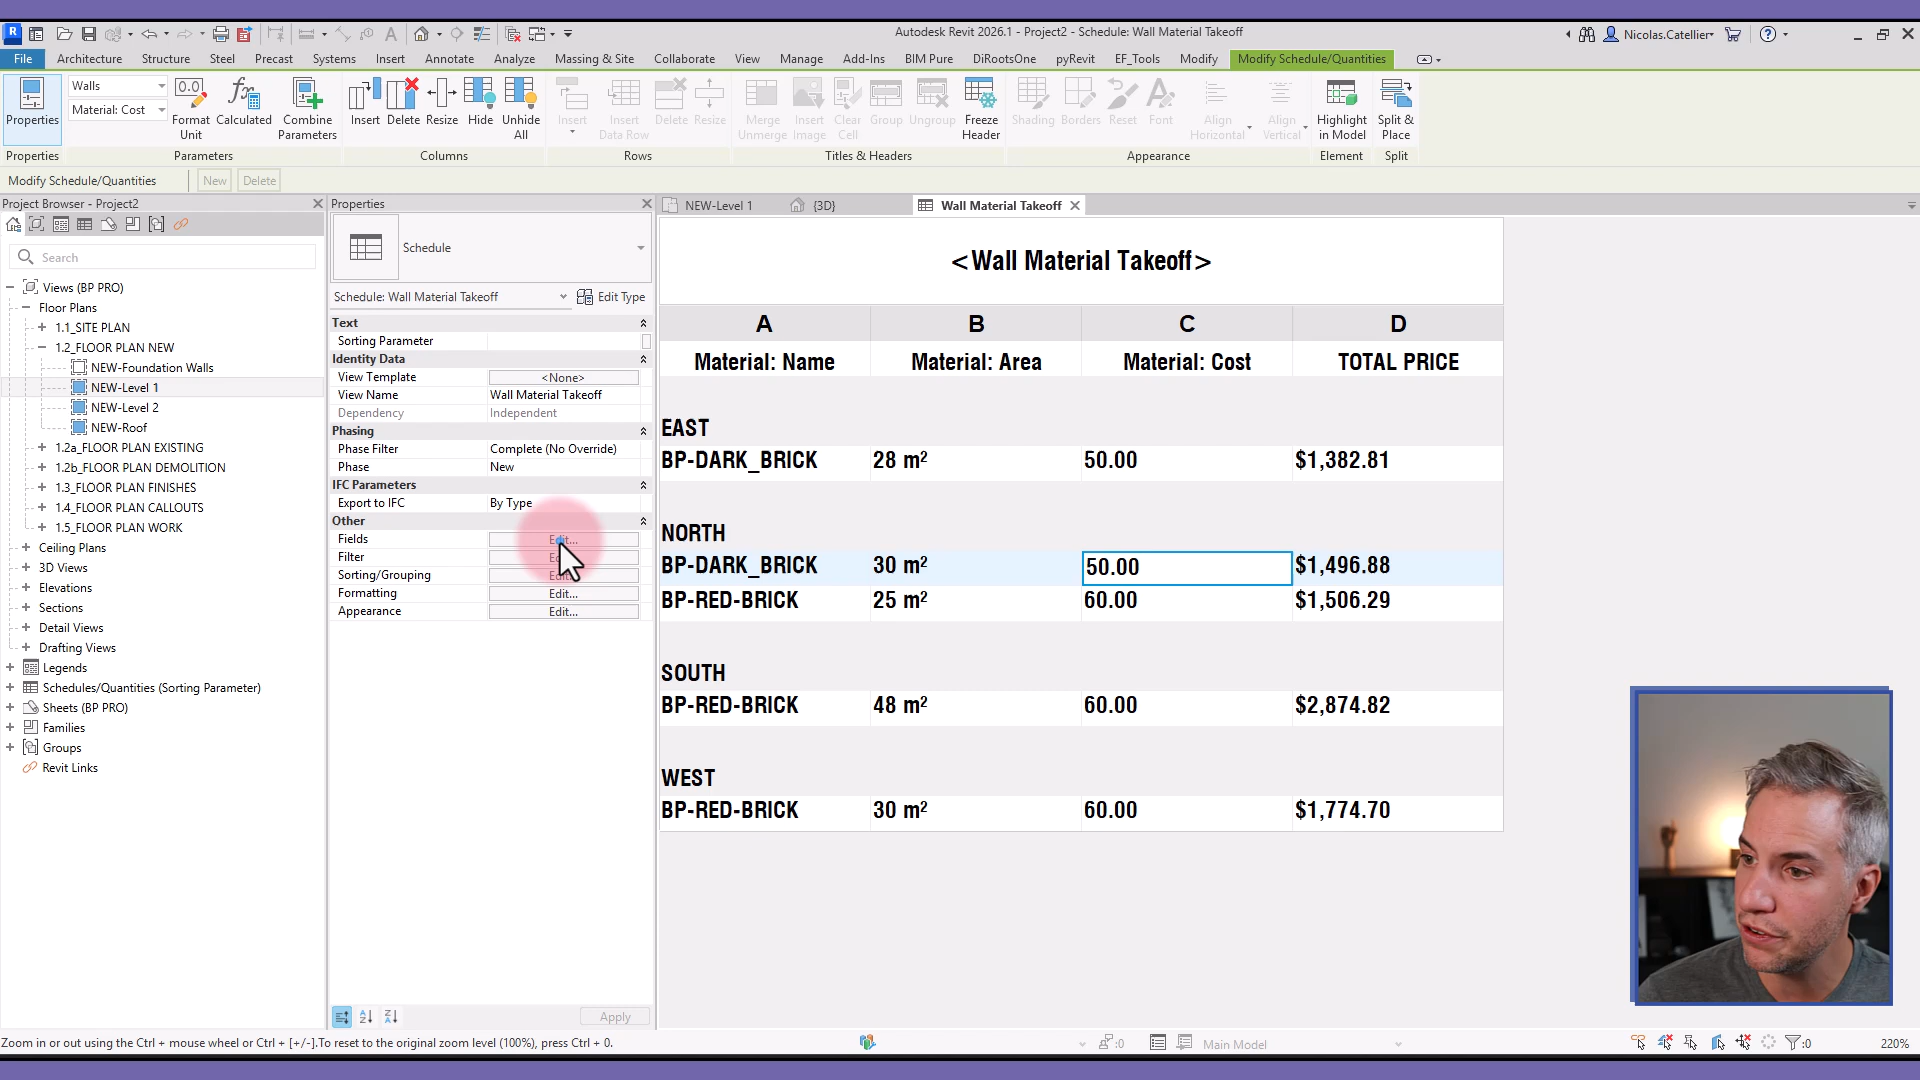 Autodesk Revit 2026.1 - Project2 - Schedule: Wall Material Takeoff
Nicolas.Catellier
File Architecture Structure Steel Precast Systems Insert Annotate Analyze Massing & Site Collaborate View Manage Add-Ins BIM Pure DiRootsOne pyRevit EF_Tools Modify Modify Schedule/Quantities
Properties
Walls
Material: Cost
Format Unit
Calculated
Combine Parameters
Insert Delete Resize Hide Unhide All
Insert Insert Data Row Delete Resize
Merge Unmerge Insert Image Clear Cell Group Ungroup Freeze Header
Shading Borders Reset Font Align Horizontal Align Vertical
Highlight in Model
Split & Place
Properties Parameters Columns Rows Titles & Headers Appearance Element Split
Modify Schedule/Quantities New Delete
Project Browser - Project2
Search
Views (BP PRO)
Floor Plans
1.1_SITE PLAN
1.2_FLOOR PLAN NEW
NEW-Foundation Walls
NEW-Level 1
NEW-Level 2
NEW-Roof
1.2a_FLOOR PLAN EXISTING
1.2b_FLOOR PLAN DEMOLITION
1.3_FLOOR PLAN FINISHES
1.4_FLOOR PLAN CALLOUTS
1.5_FLOOR PLAN WORK
Ceiling Plans
3D Views
Elevations
Sections
Detail Views
Drafting Views
Legends
Schedules/Quantities (Sorting Parameter)
Sheets (BP PRO)
Families
Groups
Revit Links
Properties
Schedule
Schedule: Wall Material Takeoff Edit Type
Text
Sorting Parameter
Identity Data
View Template <None>
View Name Wall Material Takeoff
Dependency Independent
Phasing
Phase Filter Complete (No Override)
Phase New
IFC Parameters
Export to IFC By Type
Other
Fields Edit...
Filter
Sorting/Grouping Edit...
Formatting Edit...
Appearance Edit...
Apply
NEW-Level 1 {3D} Wall Material Takeoff
<Wall Material Takeoff>
A B C D
Material: Name Material: Area Material: Cost TOTAL PRICE
EAST
BP-DARK_BRICK 28 m² 50.00 $1,382.81
NORTH
BP-DARK_BRICK 30 m² 50.00 $1,496.88
BP-RED-BRICK 25 m² 60.00 $1,506.29
SOUTH
BP-RED-BRICK 48 m² 60.00 $2,874.82
WEST
BP-RED-BRICK 30 m² 60.00 $1,774.70
Zoom in or out using the Ctrl + mouse wheel or Ctrl + [+/-].To reset to the original zoom level (100%), press Ctrl + 0.
:0 Main Model :0 220%